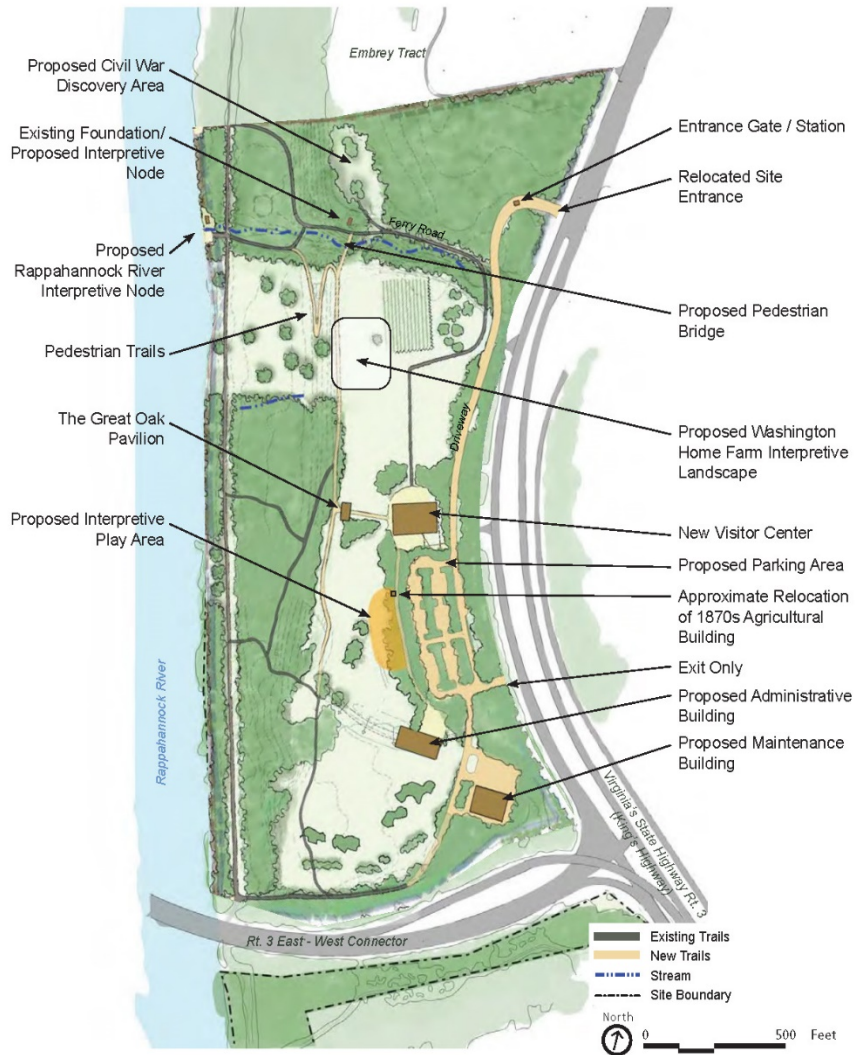 Embrey Tract
Proposed Civil War
Discovery Area
Existing Foundation/
Proposed Interpretive
Node
Proposed
Rappahannock River
Interpretive Node
Pedestrian Trails
The Great Oak
Pavilion
Proposed Interpretive
Play Area
Rappahannock River
Ferry Road
Driveway
Entrance Gate / Station
Relocated Site
Entrance
Proposed Pedestrian
Bridge
Proposed Washington
Home Farm Interpretive
Landscape
New Visitor Center
Proposed Parking Area
Approximate Relocation
of 1870s Agricultural
Building
Exit Only
Proposed Administrative
Building
Proposed Maintenance
Building
Virginia's State Highway Rt. 3
(King's Highway)
Rt. 3 East - West Connector
Existing Trails
New Trails
Stream
Site Boundary
North
0 500 Feet